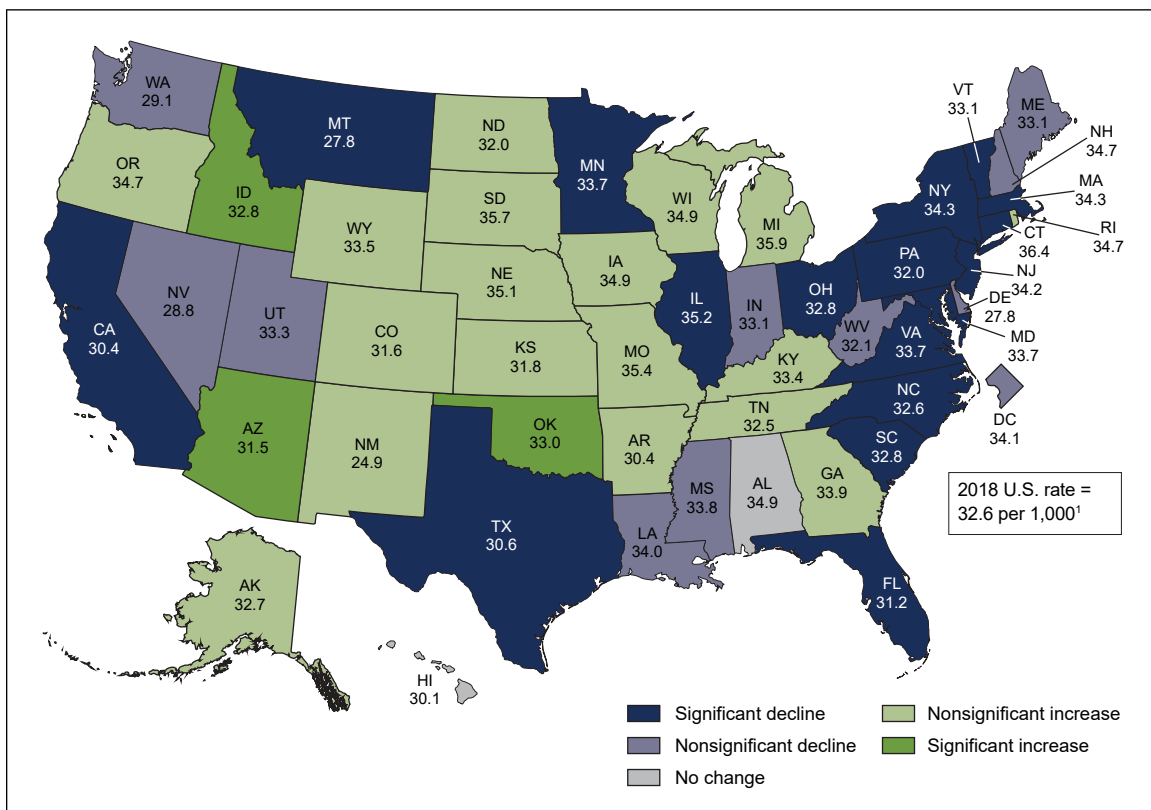 WA
29.1
MT
27.8
ND
32.0
MN
33.7
VT
33.1
ME
33.1
NH
34.7
OR
34.7
ID
32.8
SD
35.7
WI
34.9
MI
35.9
NY
34.3
MA
34.3
RI
34.7
CT
36.4
WY
33.5
IA
34.9
PA
32.0
NJ
34.2
NE
35.1
NV
28.8
UT
33.3
CO
31.6
IL
35.2
IN
33.1
OH
32.8
WV
32.1
VA
33.7
DE
27.8
MD
33.7
CA
30.4
KS
31.8
MO
35.4
KY
33.4
NC
32.6
DC
34.1
TN
32.5
AZ
31.5
NM
24.9
OK
33.0
AR
30.4
SC
32.8
MS
33.8
AL
34.9
GA
33.9
TX
30.6
LA
34.0
FL
31.2
2018 U.S. rate =
32.6 per 1,000¹
AK
32.7
HI
30.1
Significant decline
Nonsignificant decline
No change
Nonsignificant increase
Significant increase